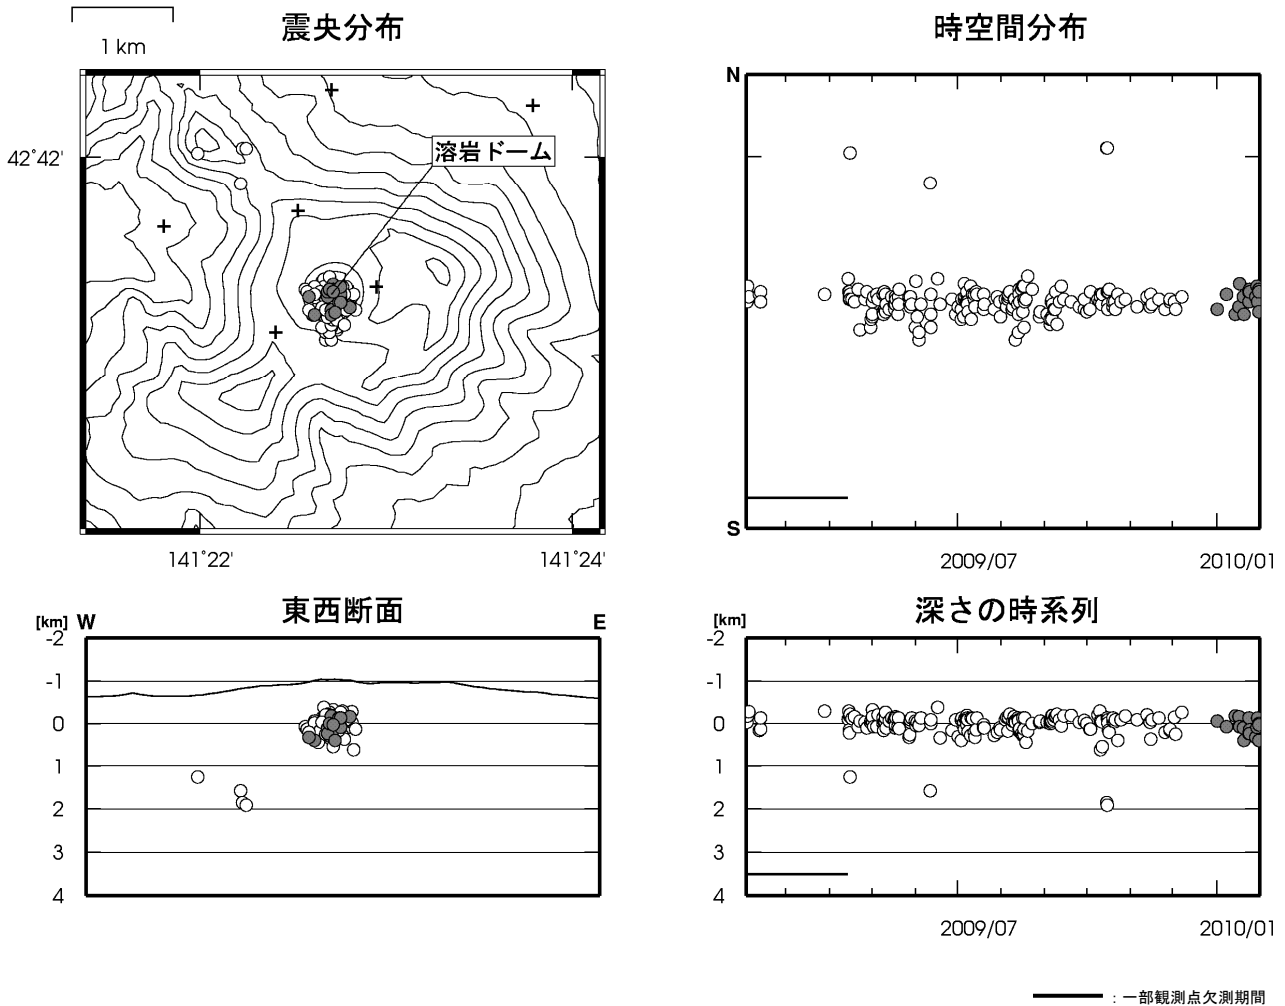 震央分布
1 km
42°42'
溶岩ドーム
141°22'
141°24'
時空間分布
N
S
2009/07
2010/01
東西断面
[km]
W
E
-2
-1
0
1
2
3
4
深さの時系列
[km]
-2
-1
0
1
2
3
4
2009/07
2010/01
：一部観測点欠測期間